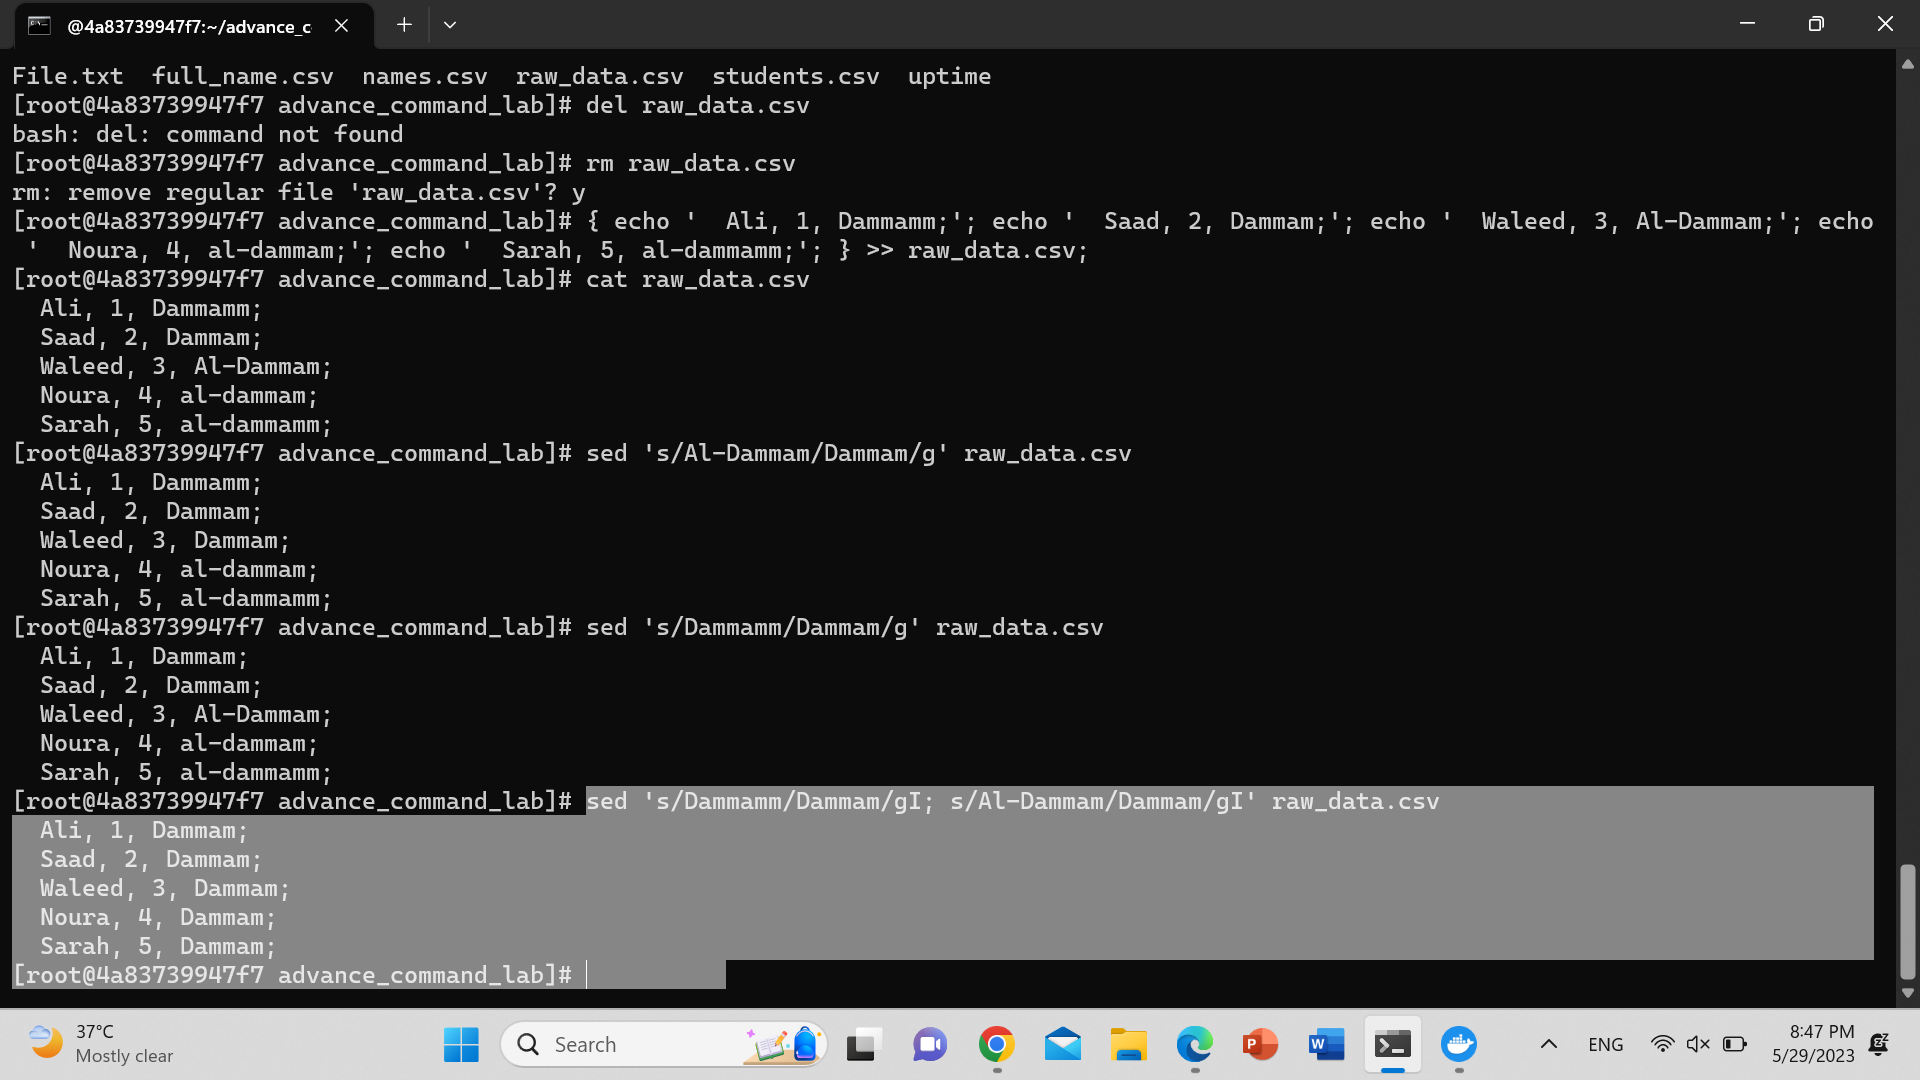 @4a83739947f7:~/advance_c
File.txt  full_name.csv  names.csv  raw_data.csv  students.csv  uptime
[root@4a83739947f7 advance_command_lab]# del raw_data.csv
bash: del: command not found
[root@4a83739947f7 advance_command_lab]# rm raw_data.csv
rm: remove regular file 'raw_data.csv'? y
[root@4a83739947f7 advance_command_lab]# { echo '  Ali, 1, Dammamm;'; echo '  Saad, 2, Dammam;'; echo '  Waleed, 3, Al-Dammam;'; echo
 '  Noura, 4, al-dammam;'; echo '  Sarah, 5, al-dammamm;'; } >> raw_data.csv;
[root@4a83739947f7 advance_command_lab]# cat raw_data.csv
  Ali, 1, Dammamm;
  Saad, 2, Dammam;
  Waleed, 3, Al-Dammam;
  Noura, 4, al-dammam;
  Sarah, 5, al-dammamm;
[root@4a83739947f7 advance_command_lab]# sed 's/Al-Dammam/Dammam/g' raw_data.csv
  Ali, 1, Dammamm;
  Saad, 2, Dammam;
  Waleed, 3, Dammam;
  Noura, 4, al-dammam;
  Sarah, 5, al-dammamm;
[root@4a83739947f7 advance_command_lab]# sed 's/Dammamm/Dammam/g' raw_data.csv
  Ali, 1, Dammam;
  Saad, 2, Dammam;
  Waleed, 3, Al-Dammam;
  Noura, 4, al-dammam;
  Sarah, 5, al-dammamm;
[root@4a83739947f7 advance_command_lab]# sed 's/Dammamm/Dammam/gI; s/Al-Dammam/Dammam/gI' raw_data.csv
  Ali, 1, Dammam;
  Saad, 2, Dammam;
  Waleed, 3, Dammam;
  Noura, 4, Dammam;
  Sarah, 5, Dammam;
[root@4a83739947f7 advance_command_lab]#
37°C
Mostly clear
Search
P
W
ENG
8:47 PM
5/29/2023